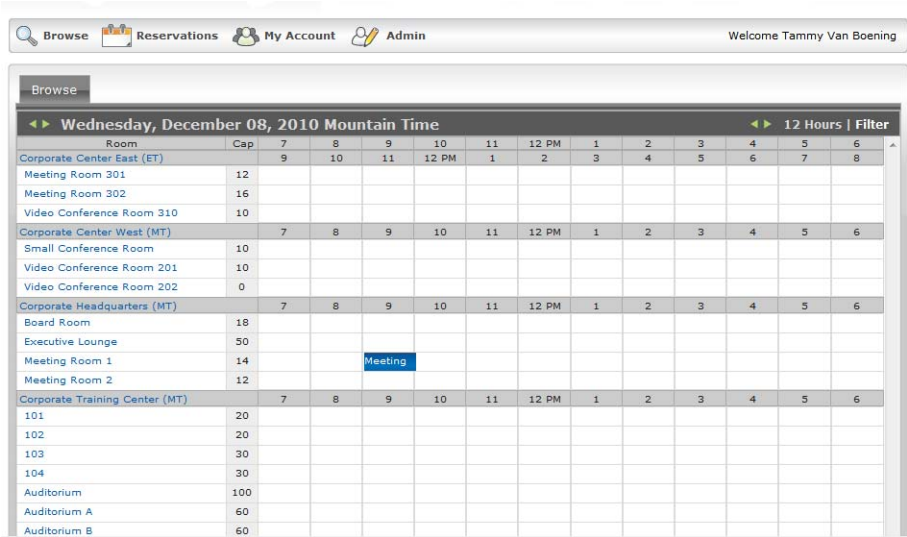 Browse Reservations My Account Admin Welcome Tammy Van Boening
Browse
Wednesday, December 08, 2010 Mountain Time 12 Hours | Filter
Room Cap 7 8 9 10 11 12 PM 1 2 3 4 5 6
Corporate Center East (ET) 9 10 11 12 PM 1 2 3 4 5 6 7 8
Meeting Room 301 12
Meeting Room 302 16
Video Conference Room 310 10
Corporate Center West (MT) 7 8 9 10 11 12 PM 1 2 3 4 5 6
Small Conference Room 10
Video Conference Room 201 10
Video Conference Room 202 0
Corporate Headquarters (MT) 7 8 9 10 11 12 PM 1 2 3 4 5 6
Board Room 18
Executive Lounge 50
Meeting Room 1 14 Meeting
Meeting Room 2 12
Corporate Training Center (MT) 7 8 9 10 11 12 PM 1 2 3 4 5 6
101 20
102 20
103 30
104 30
Auditorium 100
Auditorium A 60
Auditorium B 60